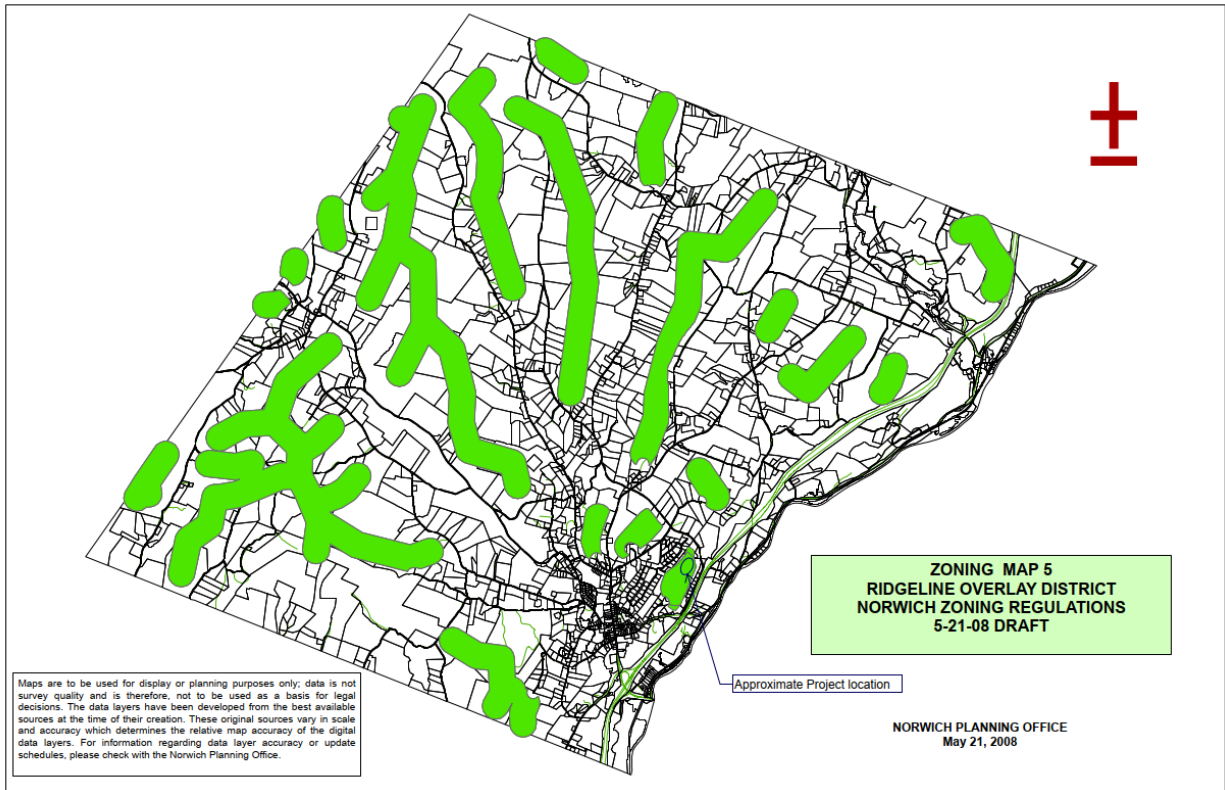 ZONING MAP 5
RIDGELINE OVERLAY DISTRICT
NORWICH ZONING REGULATIONS
5-21-08 DRAFT
Approximate Project location
Maps are to be used for display or planning purposes only; data is not
survey quality and is therefore, not to be used as a basis for legal
decisions. The data layers have been developed from the best available
sources at the time of their creation. These original sources vary in scale
and accuracy which determines the relative map accuracy of the digital
data layers. For information regarding data layer accuracy or update
schedules, please check with the Norwich Planning Office.
NORWICH PLANNING OFFICE
May 21, 2008